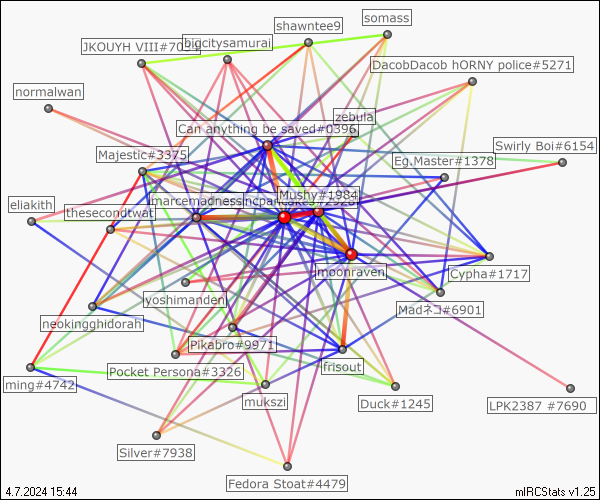 somass
shawntee9
JKOUYH VIII#70
bigcitysamurai
DacobDacob hORNY police#5271
normalwan
zebula
Can anything be saved#0396
Swirly Boi#6154
Majestic#3375
Eg.Master#1378
Mushy#1984
marcemadness
eliakith
thesecondtwat
moonraven
Cypha#1717
yoshimanden
Madネコ#6901
neokingghidorah
Pikabro#9971
frisout
Pocket Persona#3326
ming#4742
mukszi
Duck#1245
LPK2387 #7690
Silver#7938
Fedora Stoat#4479
4.7.2024 15:44
mIRCStats v1.25